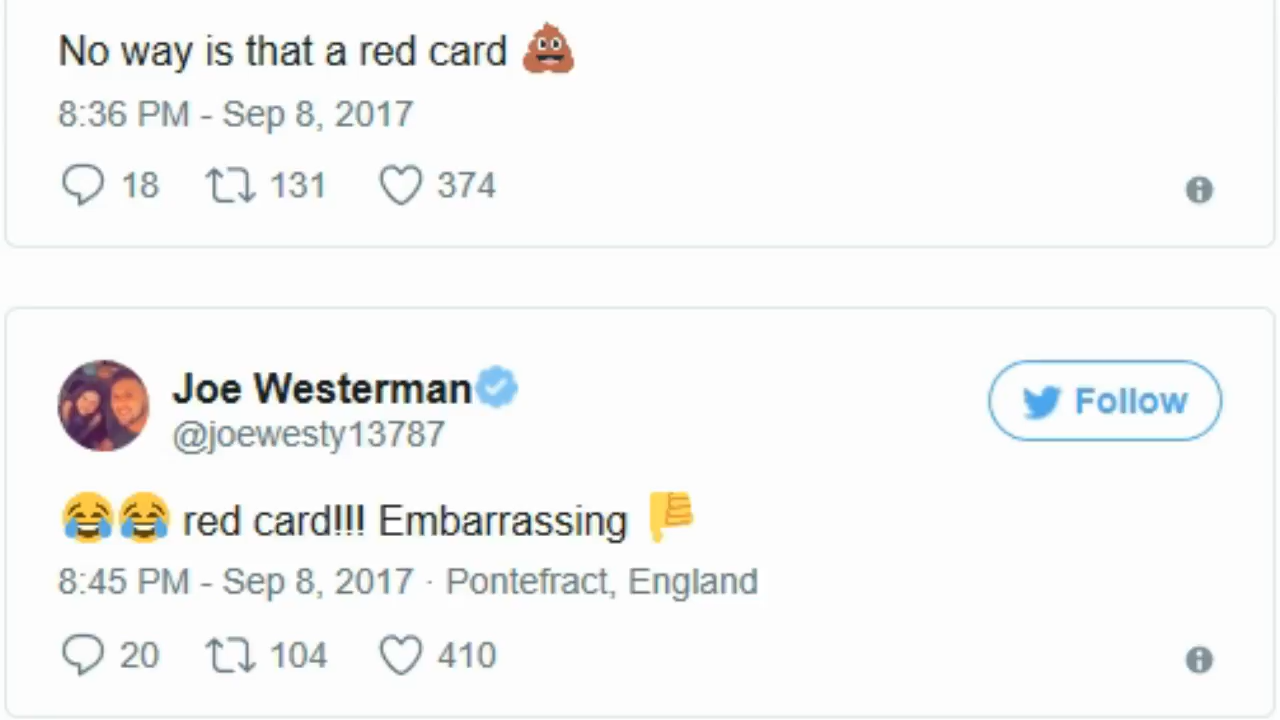 No way is that a red card 💩
8:36 PM - Sep 8, 2017
18 131 374
Joe Westerman
@joewesty13787
Follow
😂😂 red card!!! Embarrassing 👎
8:45 PM - Sep 8, 2017 · Pontefract, England
20 104 410